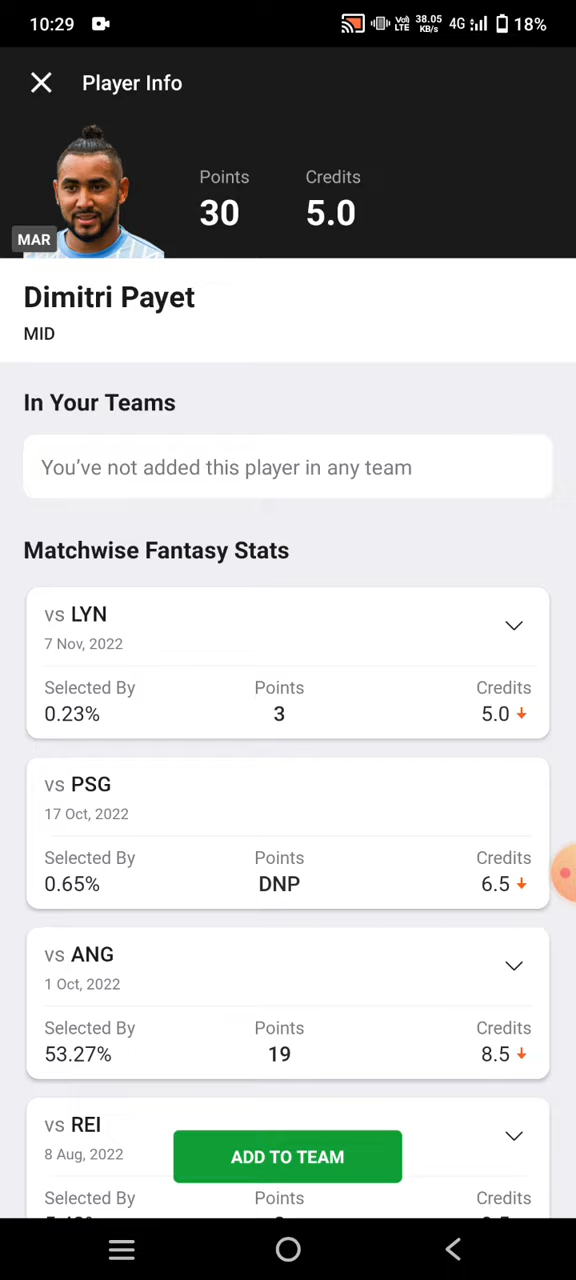 10:29 Vol LTE 38.05 KB/s 4G 18%
Player Info
Points Credits
30 5.0
MAR
Dimitri Payet
MID
In Your Teams
You've not added this player in any team
Matchwise Fantasy Stats
vs LYN
7 Nov, 2022
Selected By Points Credits
0.23% 3 5.0
vs PSG
17 Oct, 2022
Selected By Points Credits
0.65% DNP 6.5
vs ANG
1 Oct, 2022
Selected By Points Credits
53.27% 19 8.5
vs REI
8 Aug, 2022
ADD TO TEAM
Selected By Points Credits